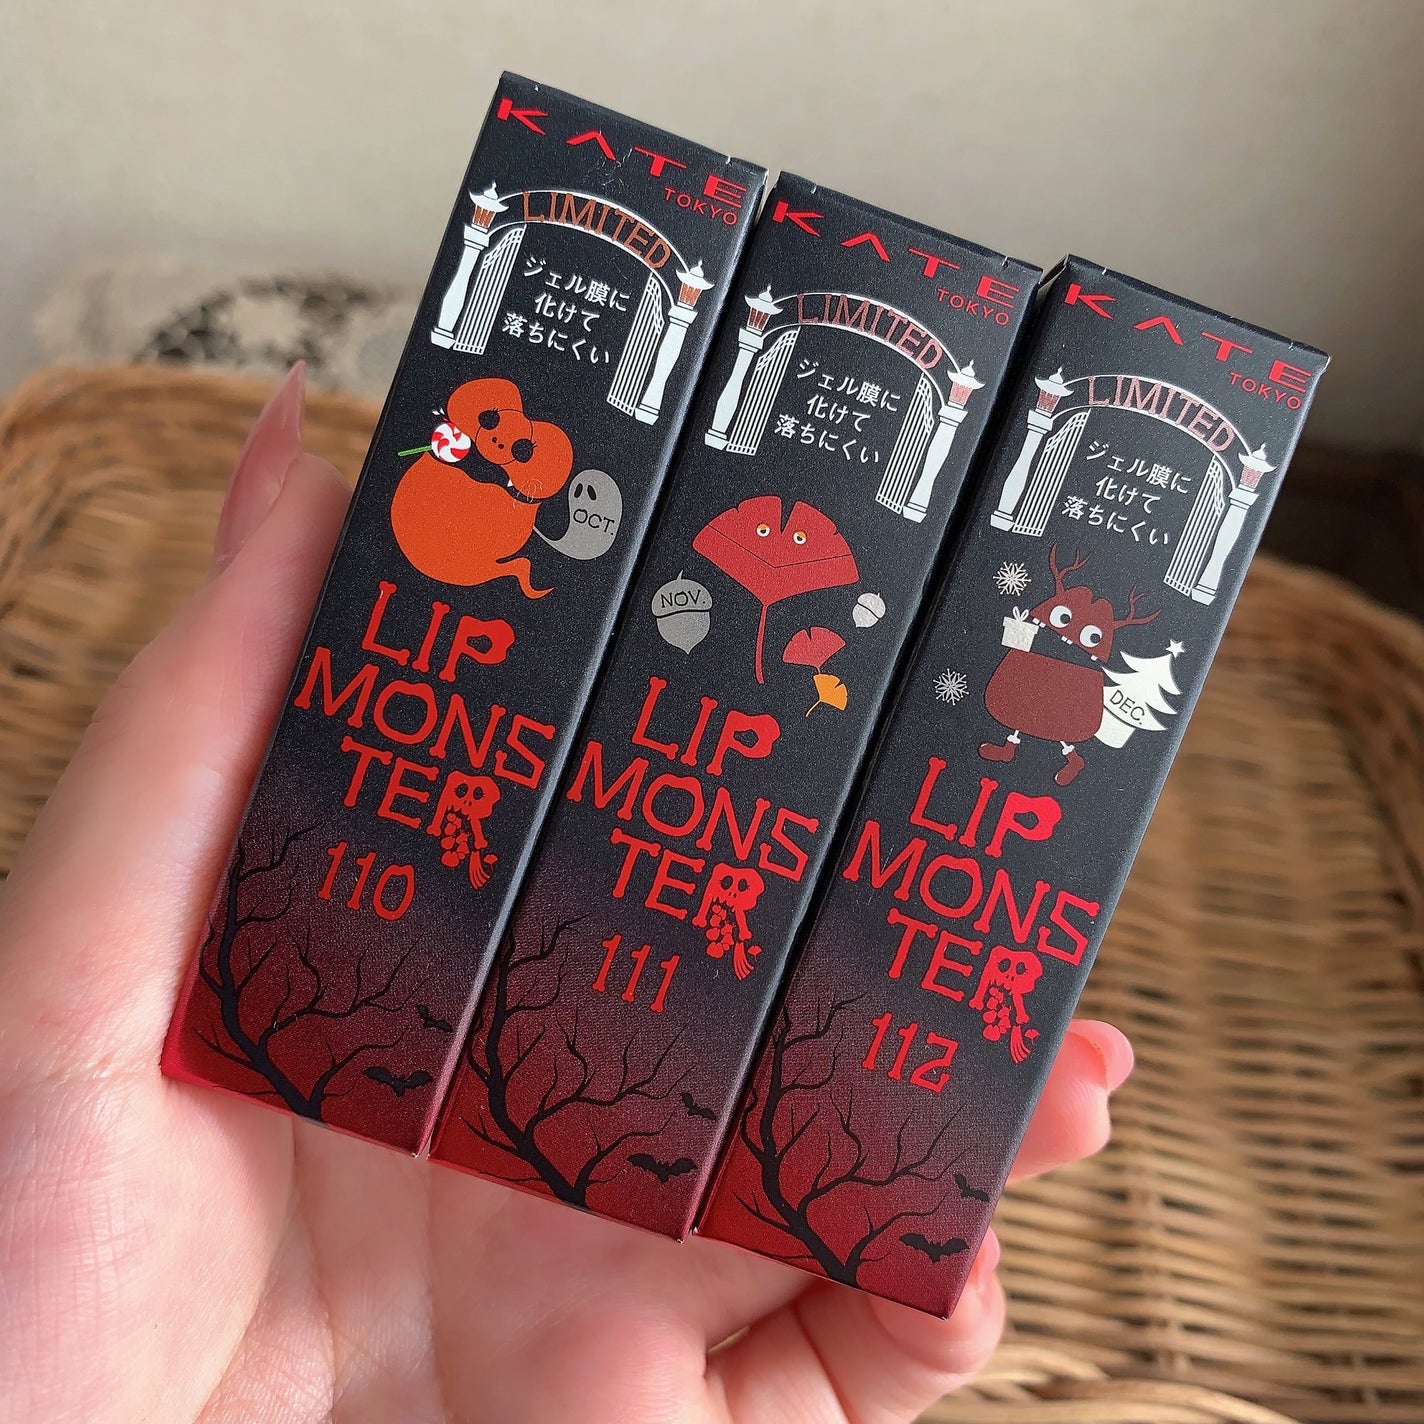 KATE
TOKYO
LIMITED
ジェル膜に
化けて
落ちにくい
OCT.
LIP
MONS
TER
110
KATE
TOKYO
LIMITED
ジェル膜に
化けて
落ちにくい
NOV.
LIP
MONS
TER
111
KATE
TOKYO
LIMITED
ジェル膜に
化けて
落ちにくい
DEC.
LIP
MONS
TER
112